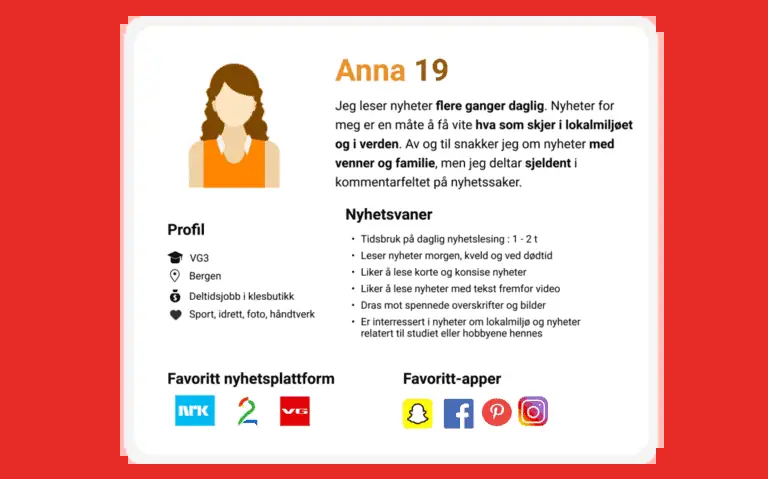 Anna 19
Jeg leser nyheter flere ganger daglig. Nyheter for
meg er en måte å få vite hva som skjer i lokalmiljøet
og i verden. Av og til snakker jeg om nyheter med
venner og familie, men jeg deltar sjeldent i
kommentarfeltet på nyhetssaker.
Profil
VG3
Bergen
Deltidsjobb i klesbutikk
Sport, idrett, foto, håndtverk
Nyhetsvaner
• Tidsbruk på daglig nyhetslesing : 1 - 2 t
• Leser nyheter morgen, kveld og ved dødtid
• Liker å lese korte og konsise nyheter
• Liker å lese nyheter med tekst fremfor video
• Dras mot spennede overskrifter og bilder
• Er interressert i nyheter om lokalmiljø og nyheter
relatert til studiet eller hobbyene hennes
Favoritt nyhetsplattform
NRK 2 VG
Favoritt-apper